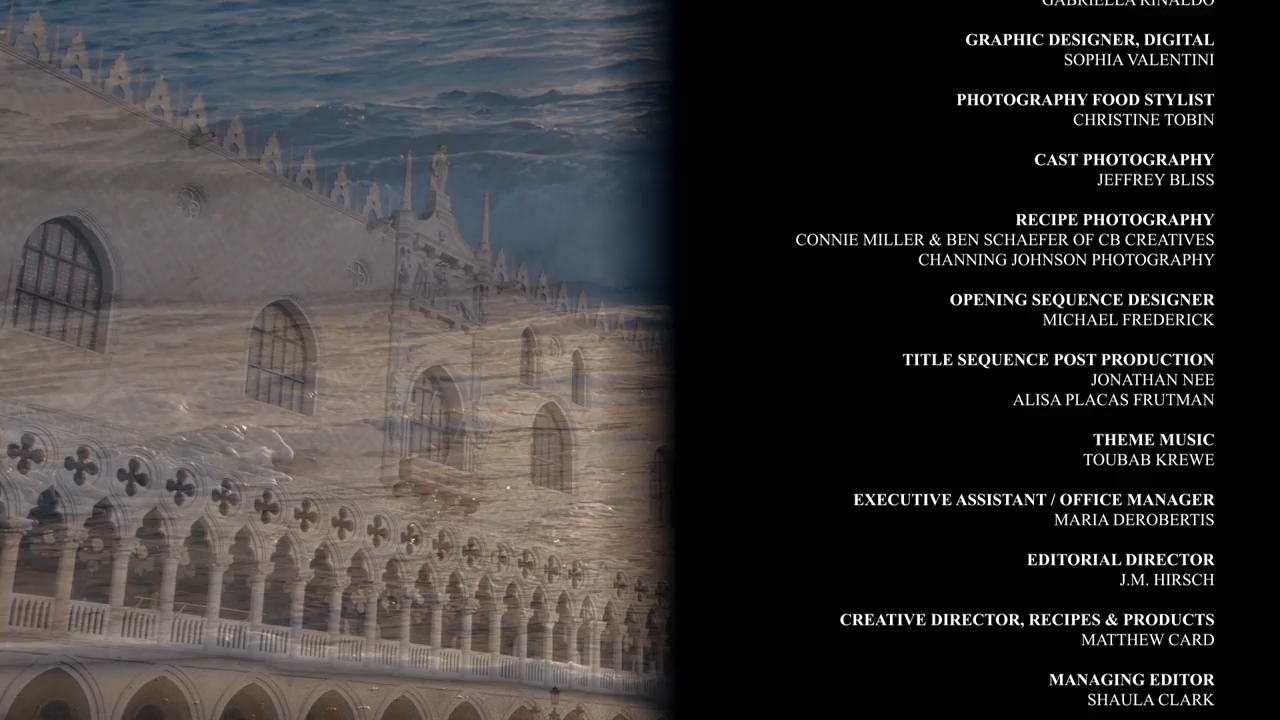 GABRIELLA RINALDO
GRAPHIC DESIGNER, DIGITAL
SOPHIA VALENTINI
PHOTOGRAPHY FOOD STYLIST
CHRISTINE TOBIN
CAST PHOTOGRAPHY
JEFFREY BLISS
RECIPE PHOTOGRAPHY
CONNIE MILLER & BEN SCHAEFER OF CB CREATIVES
CHANNING JOHNSON PHOTOGRAPHY
OPENING SEQUENCE DESIGNER
MICHAEL FREDERICK
TITLE SEQUENCE POST PRODUCTION
JONATHAN NEE
ALISA PLACAS FRUTMAN
THEME MUSIC
TOUBAB KREWE
EXECUTIVE ASSISTANT / OFFICE MANAGER
MARIA DEROBERTIS
EDITORIAL DIRECTOR
J.M. HIRSCH
CREATIVE DIRECTOR, RECIPES & PRODUCTS
MATTHEW CARD
MANAGING EDITOR
SHAULA CLARK